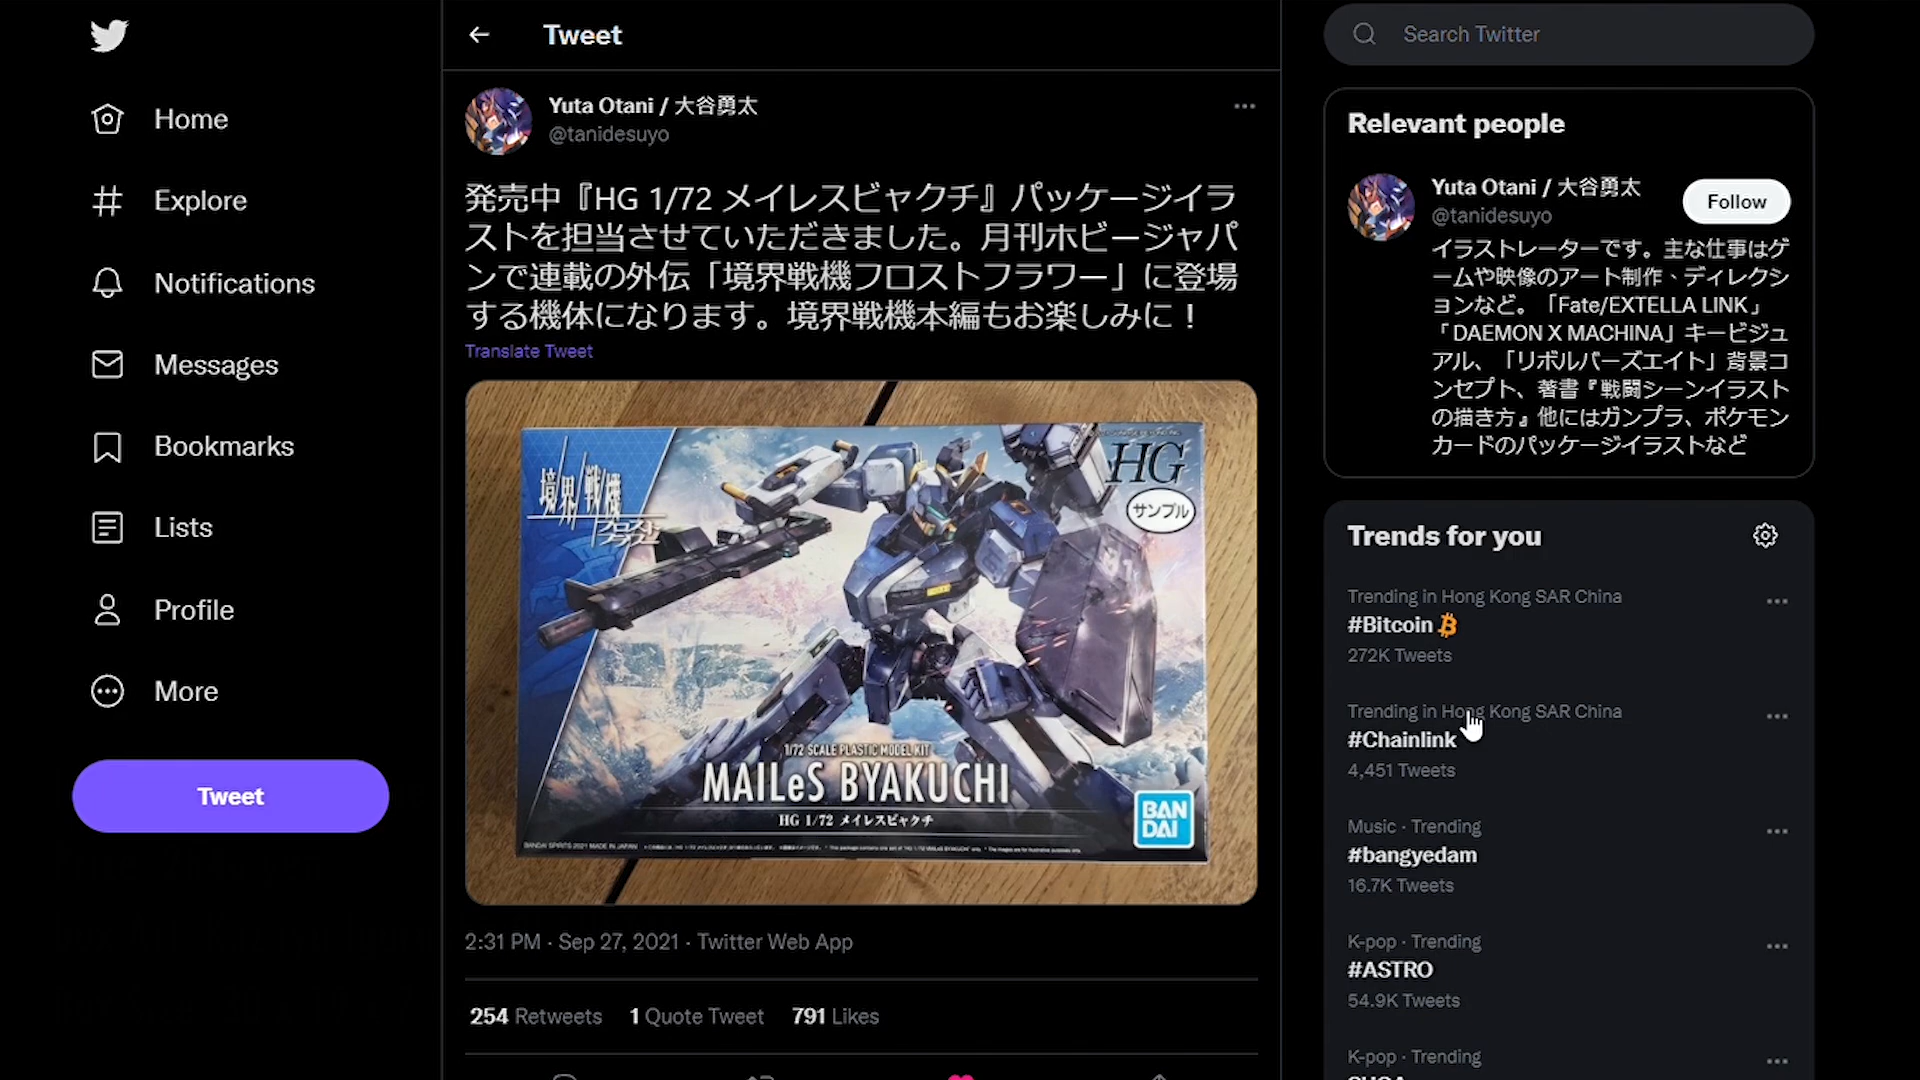 Home
Explore
Notifications
Messages
Bookmarks
Lists
Profile
More
Tweet
Tweet
Yuta Otani / 大谷勇太
@tanidesuyo
発売中『HG 1/72 メイレスビャクチ』パッケージイラ
ストを担当させていただきました。月刊ホビージャパ
ンで連載の外伝「境界戦機フロストフラワー」に登場
する機体になります。境界戦機本編もお楽しみに！
Translate Tweet
境界戦機
フロスト
フラワー
HG
サンプル
1/72 SCALE PLASTIC MODEL KIT
MAILeS BYAKUCHI
HG 1/72 メイレスビャクチ
BAN
DAI
BANDAI SPIRITS 2021 MADE IN JAPAN
2:31 PM · Sep 27, 2021 · Twitter Web App
254 Retweets 1 Quote Tweet 791 Likes
Search Twitter
Relevant people
Yuta Otani / 大谷勇太
@tanidesuyo
Follow
イラストレーターです。主な仕事はゲ
ームや映像のアート制作・ディレクシ
ョンなど。「Fate/EXTELLA LINK」
「DAEMON X MACHINA」キービジュ
アル、「リボルバーズエイト」背景コ
ンセプト、著書『戦闘シーンイラスト
の描き方』他にはガンプラ、ポケモン
カードのパッケージイラストなど
Trends for you
Trending in Hong Kong SAR China
#Bitcoin
272K Tweets
Trending in Hong Kong SAR China
#Chainlink
4,451 Tweets
Music · Trending
#bangyedam
16.7K Tweets
K-pop · Trending
#ASTRO
54.9K Tweets
K-pop · Trending